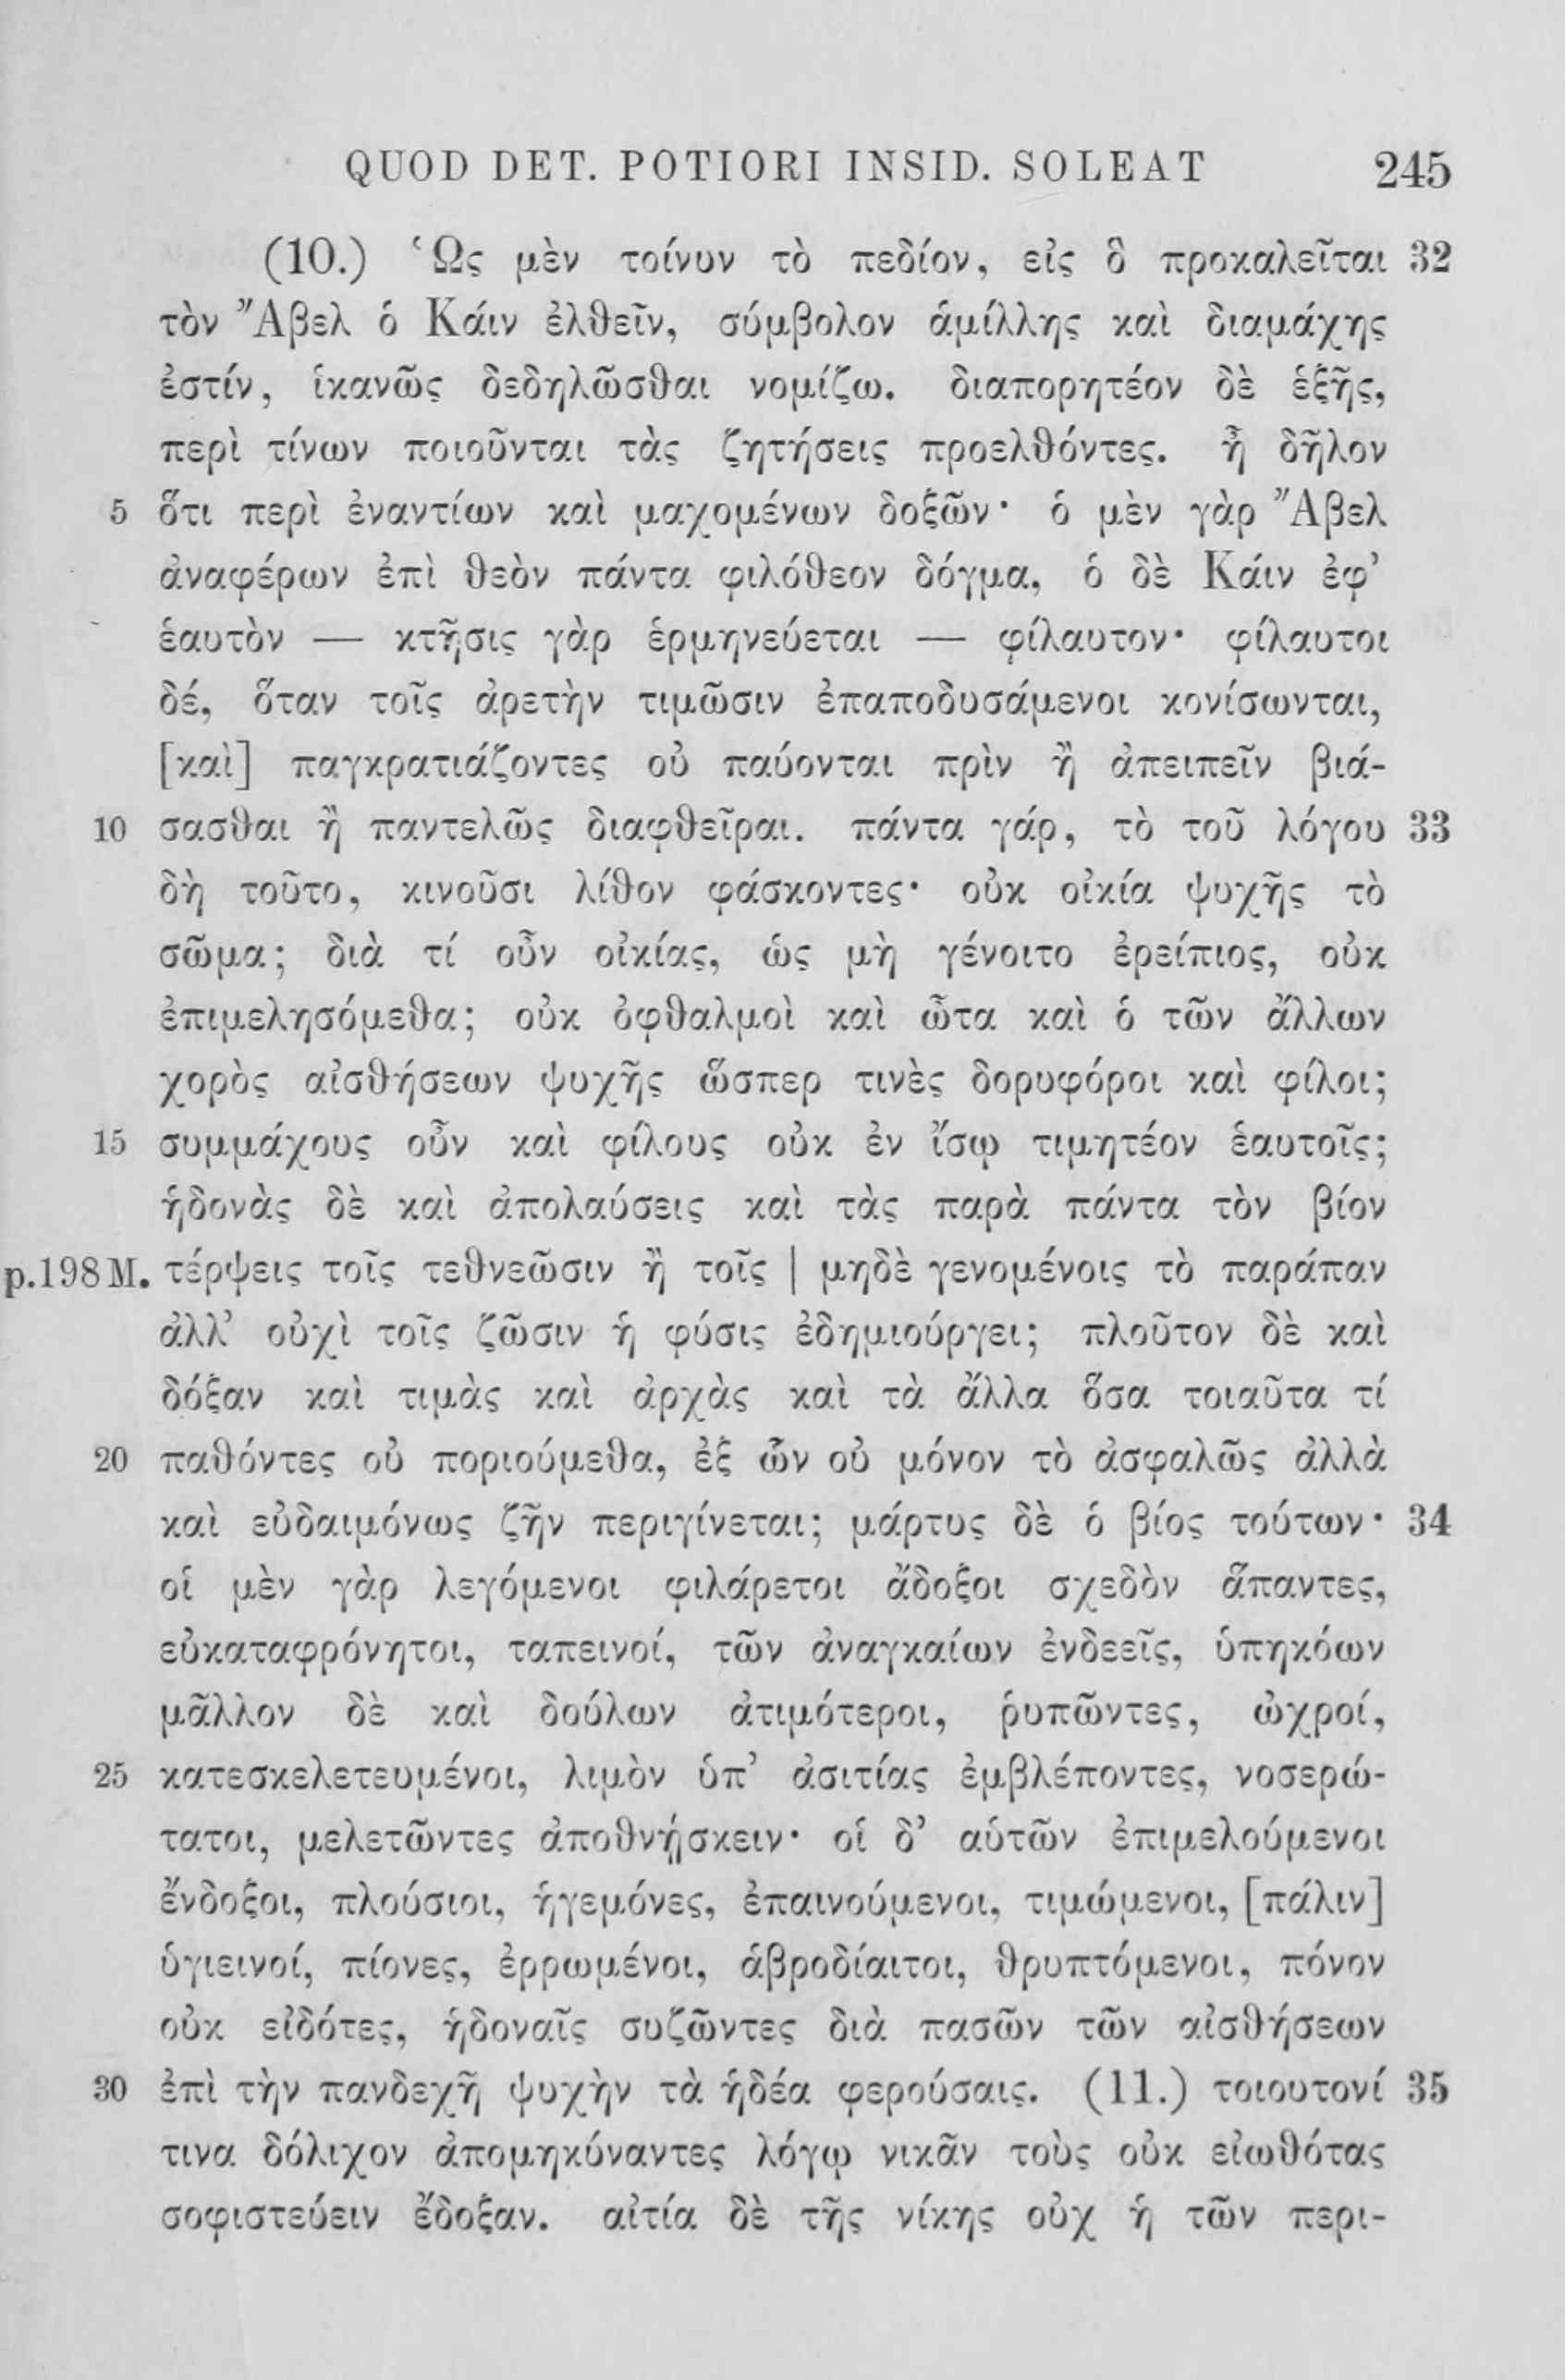 QUOD DET. POTIORI INSID. SOLEAT 245
(10.) Ὡς μὲν τοίνυν τὸ πεδίον, εἰς ὃ προκαλεῖται 32
τὸν Ἄβελ ὁ Κάιν ἐλθεῖν, σύμβολον ἁμίλλης καὶ διαμάχης
ἐστίν, ἱκανῶς δεδηλῶσθαι νομίζω. διαπορητέον δὲ ἑξῆς,
περὶ τίνων ποιοῦνται τὰς ζητήσεις προελθόντες. ἦ δῆλον
5 ὅτι περὶ ἐναντίων καὶ μαχομένων δοξῶν· ὁ μὲν γὰρ Ἄβελ
ἀναφέρων ἐπὶ θεὸν πάντα φιλόθεον δόγμα, ὁ δὲ Κάιν ἐφ’
ἑαυτὸν — κτῆσις γὰρ ἑρμηνεύεται — φίλαυτον· φίλαυτοι
δέ, ὅταν τοῖς ἀρετὴν τιμῶσιν ἐπαποδυσάμενοι κονίσωνται,
[καὶ] παγκρατιάζοντες οὐ παύονται πρὶν ἢ ἀπειπεῖν βιά-
10 σασθαι ἢ παντελῶς διαφθεῖραι. πάντα γάρ, τὸ τοῦ λόγου 33
δὴ τοῦτο, κινοῦσι λίθον φάσκοντες· οὐκ οἰκία ψυχῆς τὸ
σῶμα; διὰ τί οὖν οἰκίας, ὡς μὴ γένοιτο ἐρείπιος, οὐκ
ἐπιμελησόμεθα; οὐκ ὀφθαλμοὶ καὶ ὦτα καὶ ὁ τῶν ἄλλων
χορὸς αἰσθήσεων ψυχῆς ὥσπερ τινὲς δορυφόροι καὶ φίλοι;
15 συμμάχους οὖν καὶ φίλους οὐκ ἐν ἴσῳ τιμητέον ἑαυτοῖς;
ἡδονὰς δὲ καὶ ἀπολαύσεις καὶ τὰς παρὰ πάντα τὸν βίον
p.198 M. τέρψεις τοῖς τεθνεῶσιν ἢ τοῖς | μηδὲ γενομένοις τὸ παράπαν
ἀλλ’ οὐχὶ τοῖς ζῶσιν ἡ φύσις ἐδημιούργει; πλοῦτον δὲ καὶ
δόξαν καὶ τιμὰς καὶ ἀρχὰς καὶ τὰ ἄλλα ὅσα τοιαῦτα τί
20 παθόντες οὐ ποριούμεθα, ἐξ ὧν οὐ μόνον τὸ ἀσφαλῶς ἀλλὰ
καὶ εὐδαιμόνως ζῆν περιγίνεται; μάρτυς δὲ ὁ βίος τούτων· 34
οἱ μὲν γὰρ λεγόμενοι φιλάρετοι ἄδοξοι σχεδὸν ἅπαντες,
εὐκαταφρόνητοι, ταπεινοί, τῶν ἀναγκαίων ἐνδεεῖς, ὑπηκόων
μᾶλλον δὲ καὶ δούλων ἀτιμότεροι, ῥυπῶντες, ὠχροί,
25 κατεσκελετευμένοι, λιμὸν ὑπ’ ἀσιτίας ἐμβλέποντες, νοσερώ-
τατοι, μελετῶντες ἀποθνῄσκειν· οἱ δ’ αὑτῶν ἐπιμελούμενοι
ἔνδοξοι, πλούσιοι, ἡγεμόνες, ἐπαινούμενοι, τιμώμενοι, [πάλιν]
ὑγιεινοί, πίονες, ἐρρωμένοι, ἁβροδίαιτοι, θρυπτόμενοι, πόνον
οὐκ εἰδότες, ἡδοναῖς συζῶντες διὰ πασῶν τῶν αἰσθήσεων
30 ἐπὶ τὴν πανδεχῆ ψυχὴν τὰ ἡδέα φερούσαις. (11.) τοιουτονί 35
τινα δόλιχον ἀπομηκύναντες λόγῳ νικᾶν τοὺς οὐκ εἰωθότας
σοφιστεύειν ἔδοξαν. αἰτία δὲ τῆς νίκης οὐχ ἡ τῶν περι-